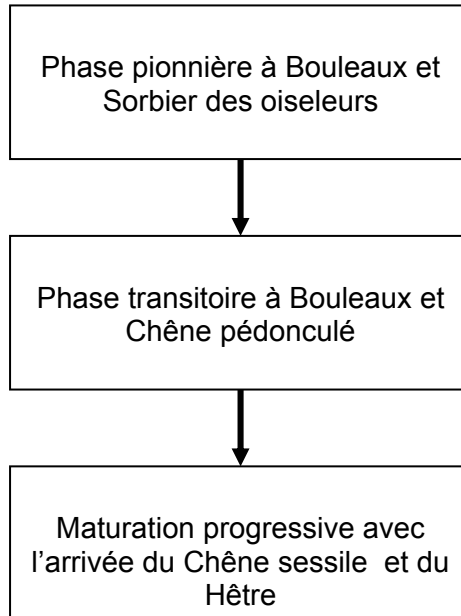 Phase pionnière à Bouleaux et
Sorbier des oiseleurs
Phase transitoire à Bouleaux et
Chêne pédonculé
Maturation progressive avec
l'arrivée du Chêne sessile et du
Hêtre